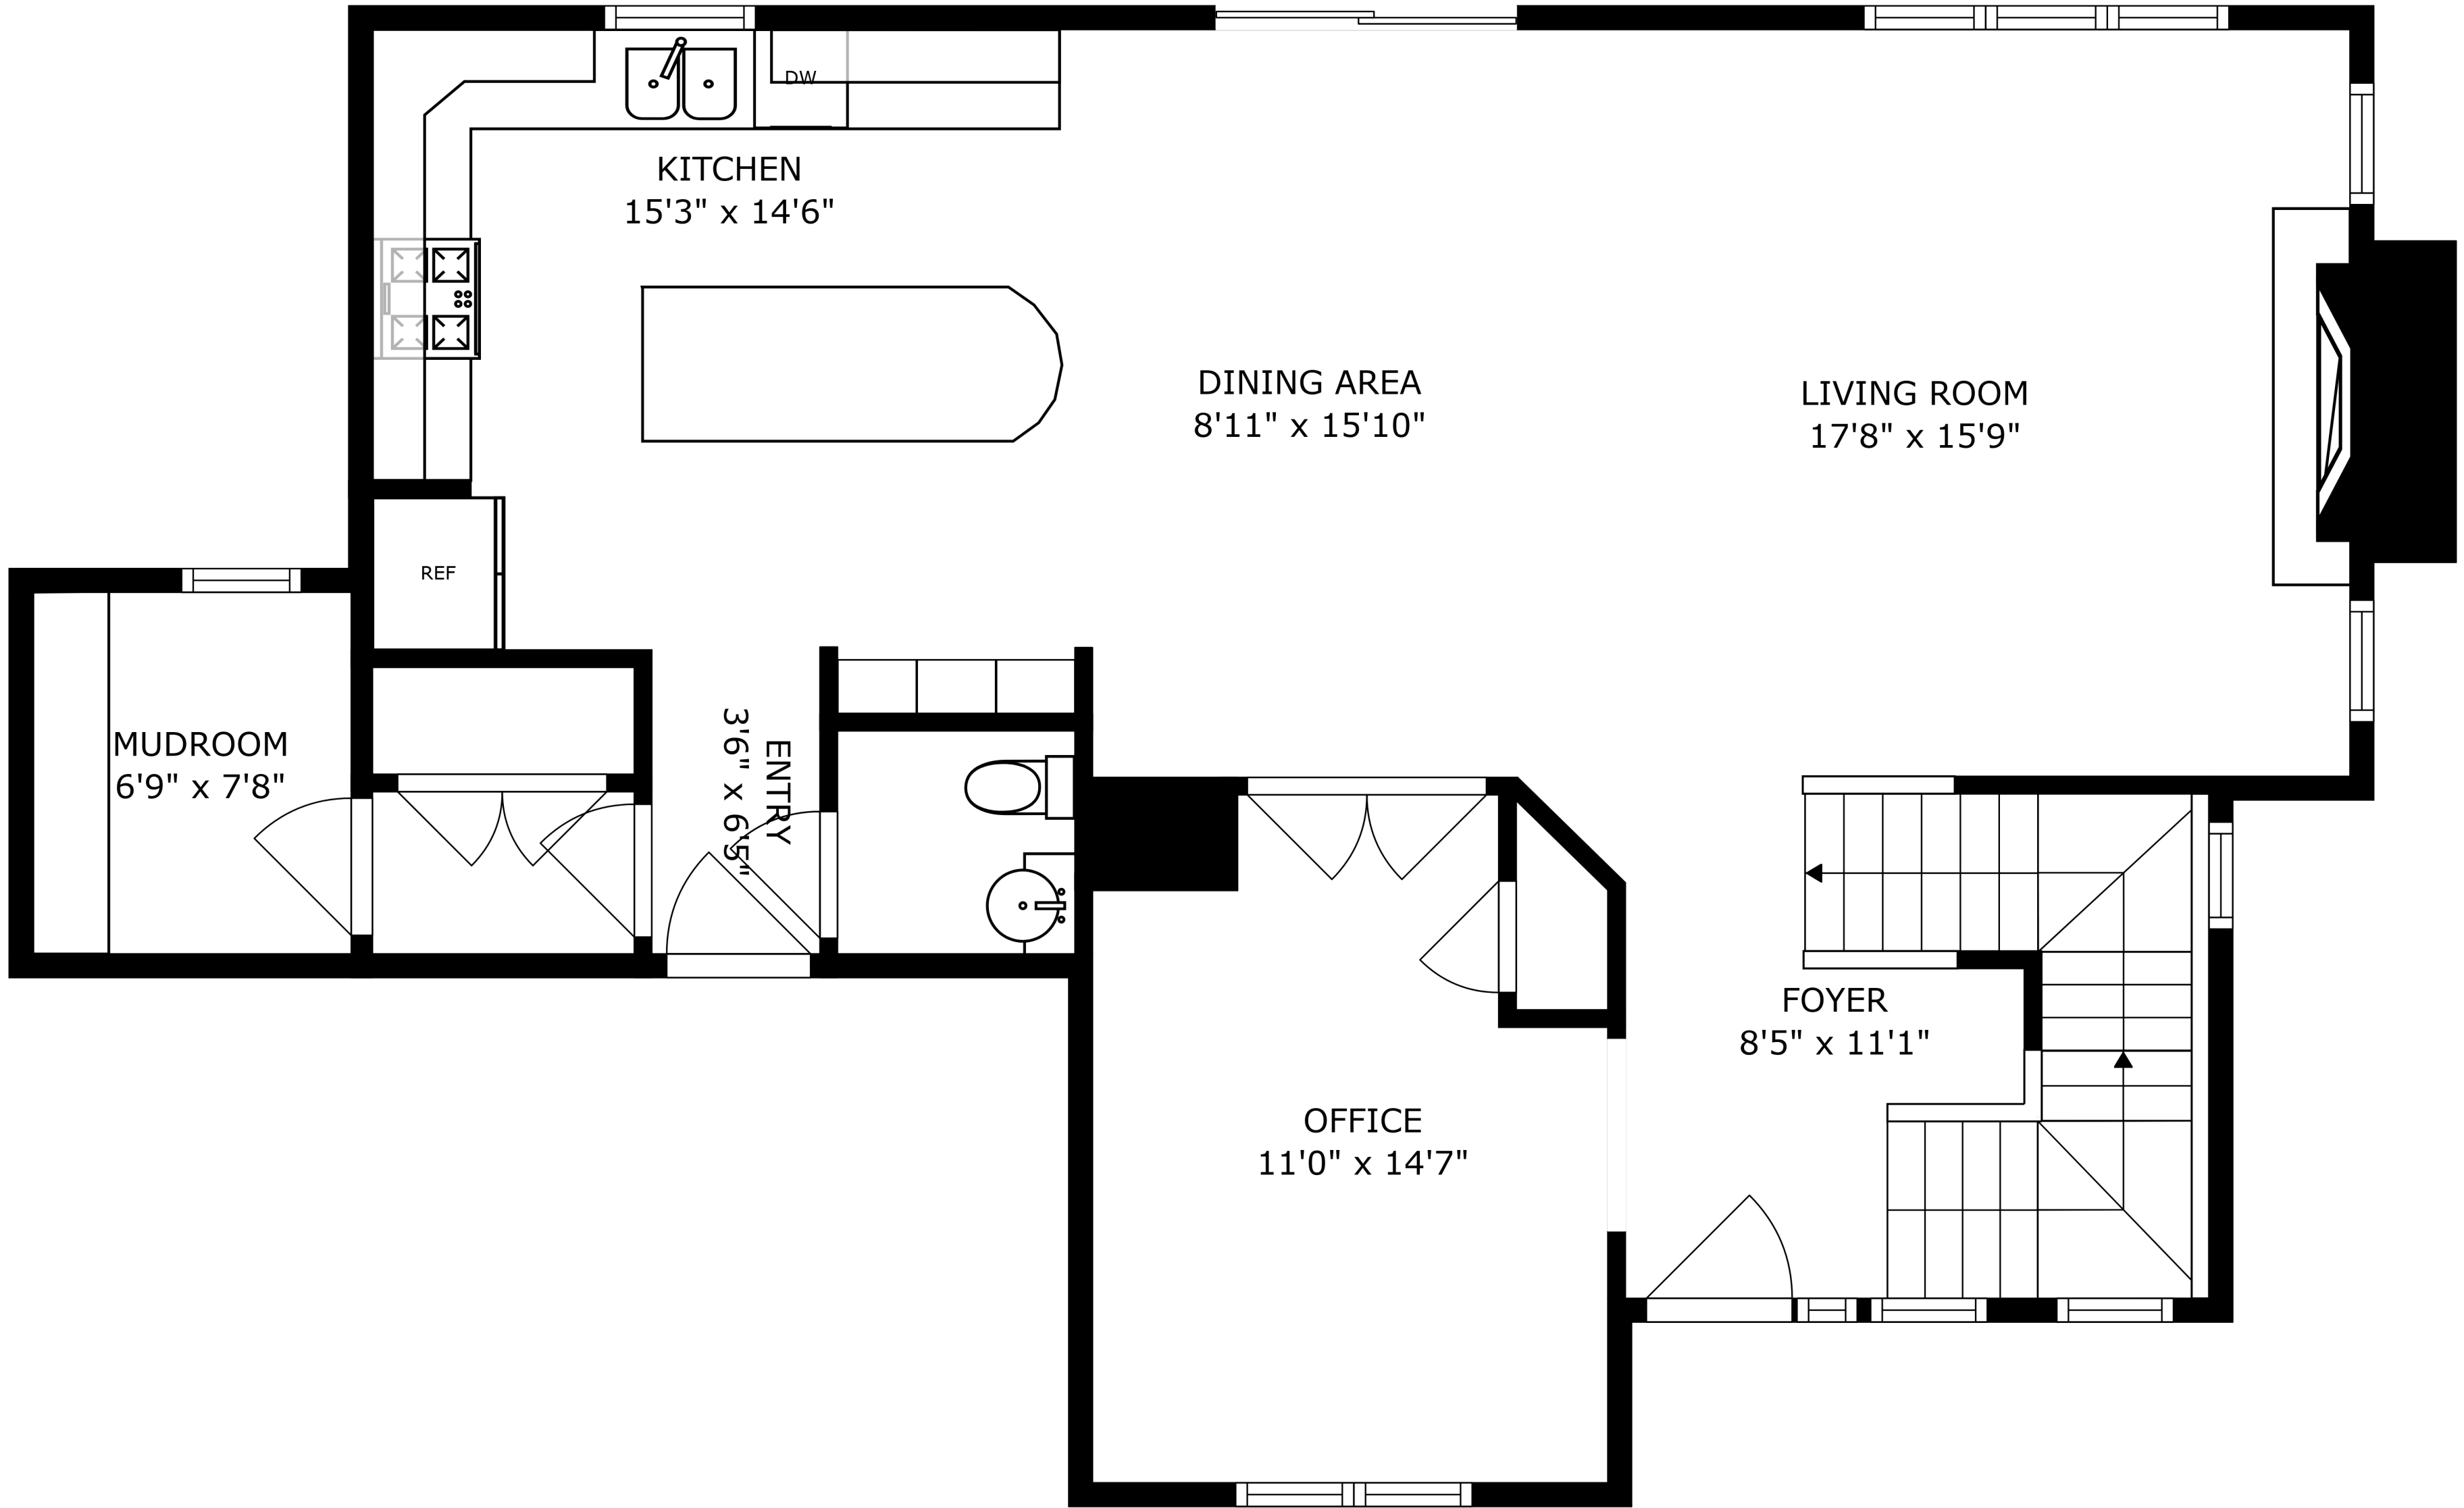 DW
KITCHEN
15'3" x 14'6"
DINING AREA
8'11" x 15'10"
LIVING ROOM
17'8" x 15'9"
REF
MUDROOM
6'9" x 7'8"
ENTRY
3'6" x 6'5"
FOYER
8'5" x 11'1"
OFFICE
11'0" x 14'7"